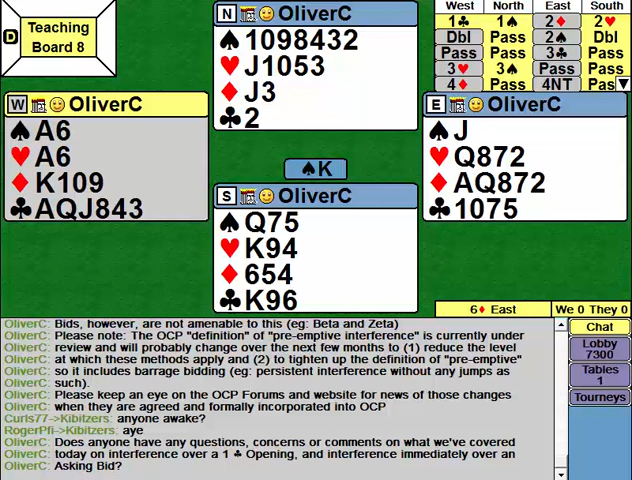 D
Teaching
Board 8
N OliverC
♠ 1098432
♥ J1053
♦ J3
♣ 2
West North East South
1♣ 1♠ 2♦ 2♥
Dbl Pass 2♠ Dbl
Pass Pass 3♣ Pass
3♥ 3♠ Pass Pass
4♦ Pass 4NT Pas
W OliverC
♠ A6
♥ A6
♦ K109
♣ AQJ843
♠K
E OliverC
♠ J
♥ Q872
♦ AQ872
♣ 1075
S OliverC
♠ Q75
♥ K94
♦ 654
♣ K96
6♦ East We 0 They 0
OliverC: Bids, however, are not amenable to this (eg: Beta and Zeta)
OliverC: Please note: The OCP "definition" of "pre-emptive interference" is currently under
OliverC: review and will probably change over the next few months to (1) reduce the level
OliverC: at which these methods apply and (2) to tighten up the definition of "pre-emptive"
OliverC: so it includes barrage bidding (eg: persistent interference without any jumps as
OliverC: such).
OliverC: Please keep an eye on the OCP Forums and website for news of those changes
OliverC: when they are agreed and formally incorporated into OCP
Curls77->Kibitzers: anyone awake?
RogerPfi->Kibitzers: aye
OliverC: Does anyone have any questions, concerns or comments on what we've covered
OliverC: today on interference over a 1 ♣ Opening, and interference immediately over an
OliverC: Asking Bid?
Chat
Lobby
7300
Tables
1
Tourneys